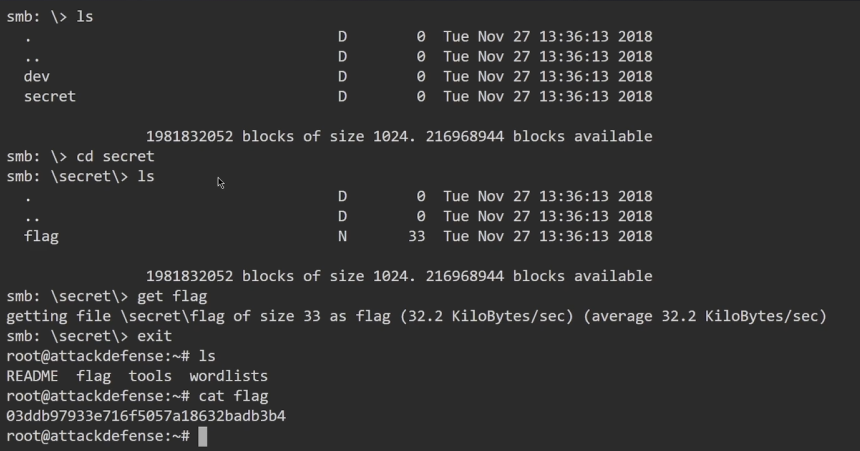 smb: \> ls
  .                                   D        0  Tue Nov 27 13:36:13 2018
  ..                                  D        0  Tue Nov 27 13:36:13 2018
  dev                                 D        0  Tue Nov 27 13:36:13 2018
  secret                              D        0  Tue Nov 27 13:36:13 2018
                1981832052 blocks of size 1024. 216968944 blocks available
smb: \> cd secret
smb: \secret\> ls
  .                                   D        0  Tue Nov 27 13:36:13 2018
  ..                                  D        0  Tue Nov 27 13:36:13 2018
  flag                                N       33  Tue Nov 27 13:36:13 2018
                1981832052 blocks of size 1024. 216968944 blocks available
smb: \secret\> get flag
getting file \secret\flag of size 33 as flag (32.2 KiloBytes/sec) (average 32.2 KiloBytes/sec)
smb: \secret\> exit
root@attackdefense:~# ls
README  flag  tools  wordlists
root@attackdefense:~# cat flag
03ddb97933e716f5057a18632badb3b4
root@attackdefense:~#